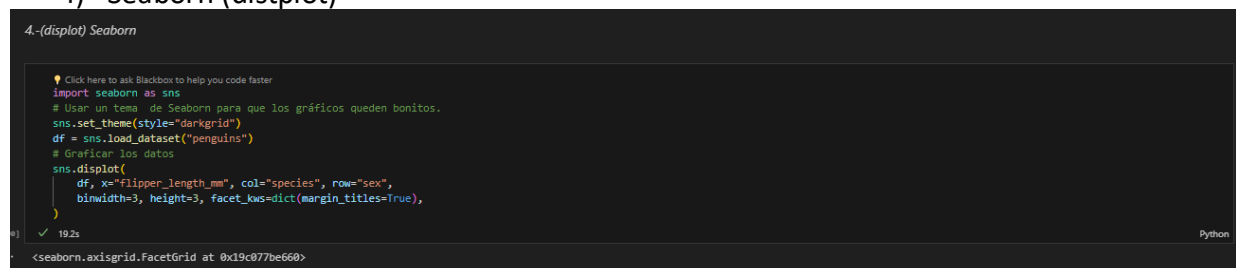 4) Seaborn (distplot)
4.-(displot) Seaborn
Click here to ask Blackbox to help you code faster
import seaborn as sns
# Usar un tema  de Seaborn para que los gráficos queden bonitos.
sns.set_theme(style="darkgrid")
df = sns.load_dataset("penguins")
# Graficar los datos
sns.displot(
    df, x="flipper_length_mm", col="species", row="sex",
    binwidth=3, height=3, facet_kws=dict(margin_titles=True),
)
✓ 19.2s
Python
<seaborn.axisgrid.FacetGrid at 0x19c077be660>